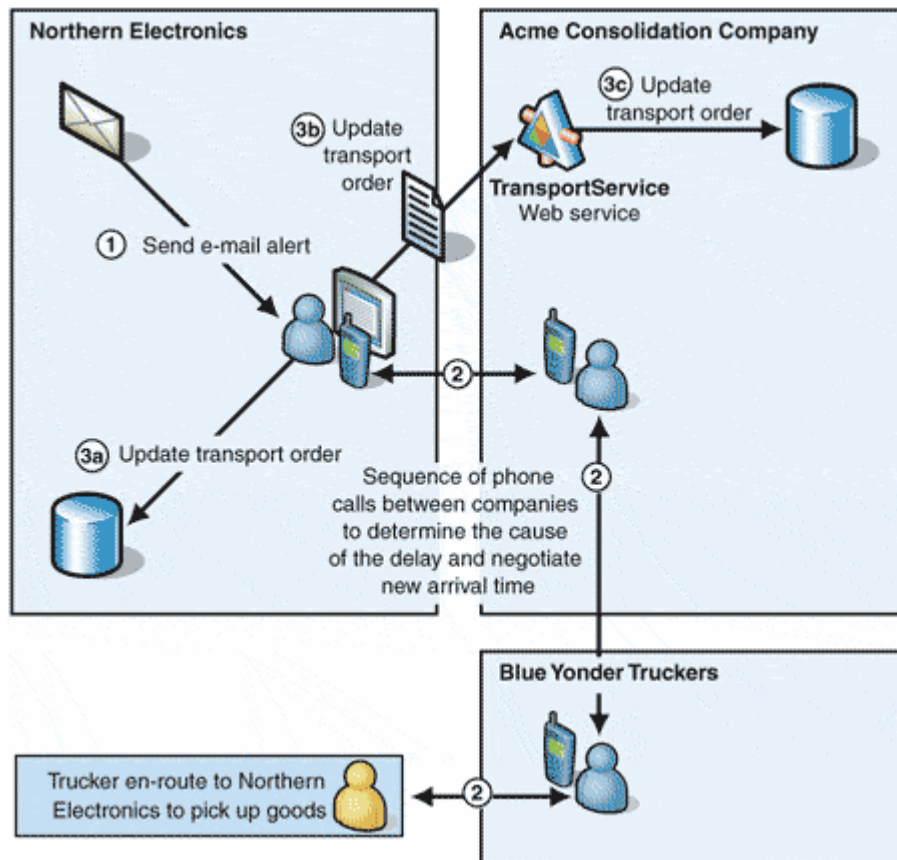 Northern Electronics
Acme Consolidation Company
3c Update
transport order
3b Update
transport
order
TransportService
Web service
1 Send e-mail alert
2
3a Update transport order
2
Sequence of phone
calls between companies
to determine the cause
of the delay and negotiate
new arrival time
Blue Yonder Truckers
Trucker en-route to Northern
Electronics to pick up goods
2